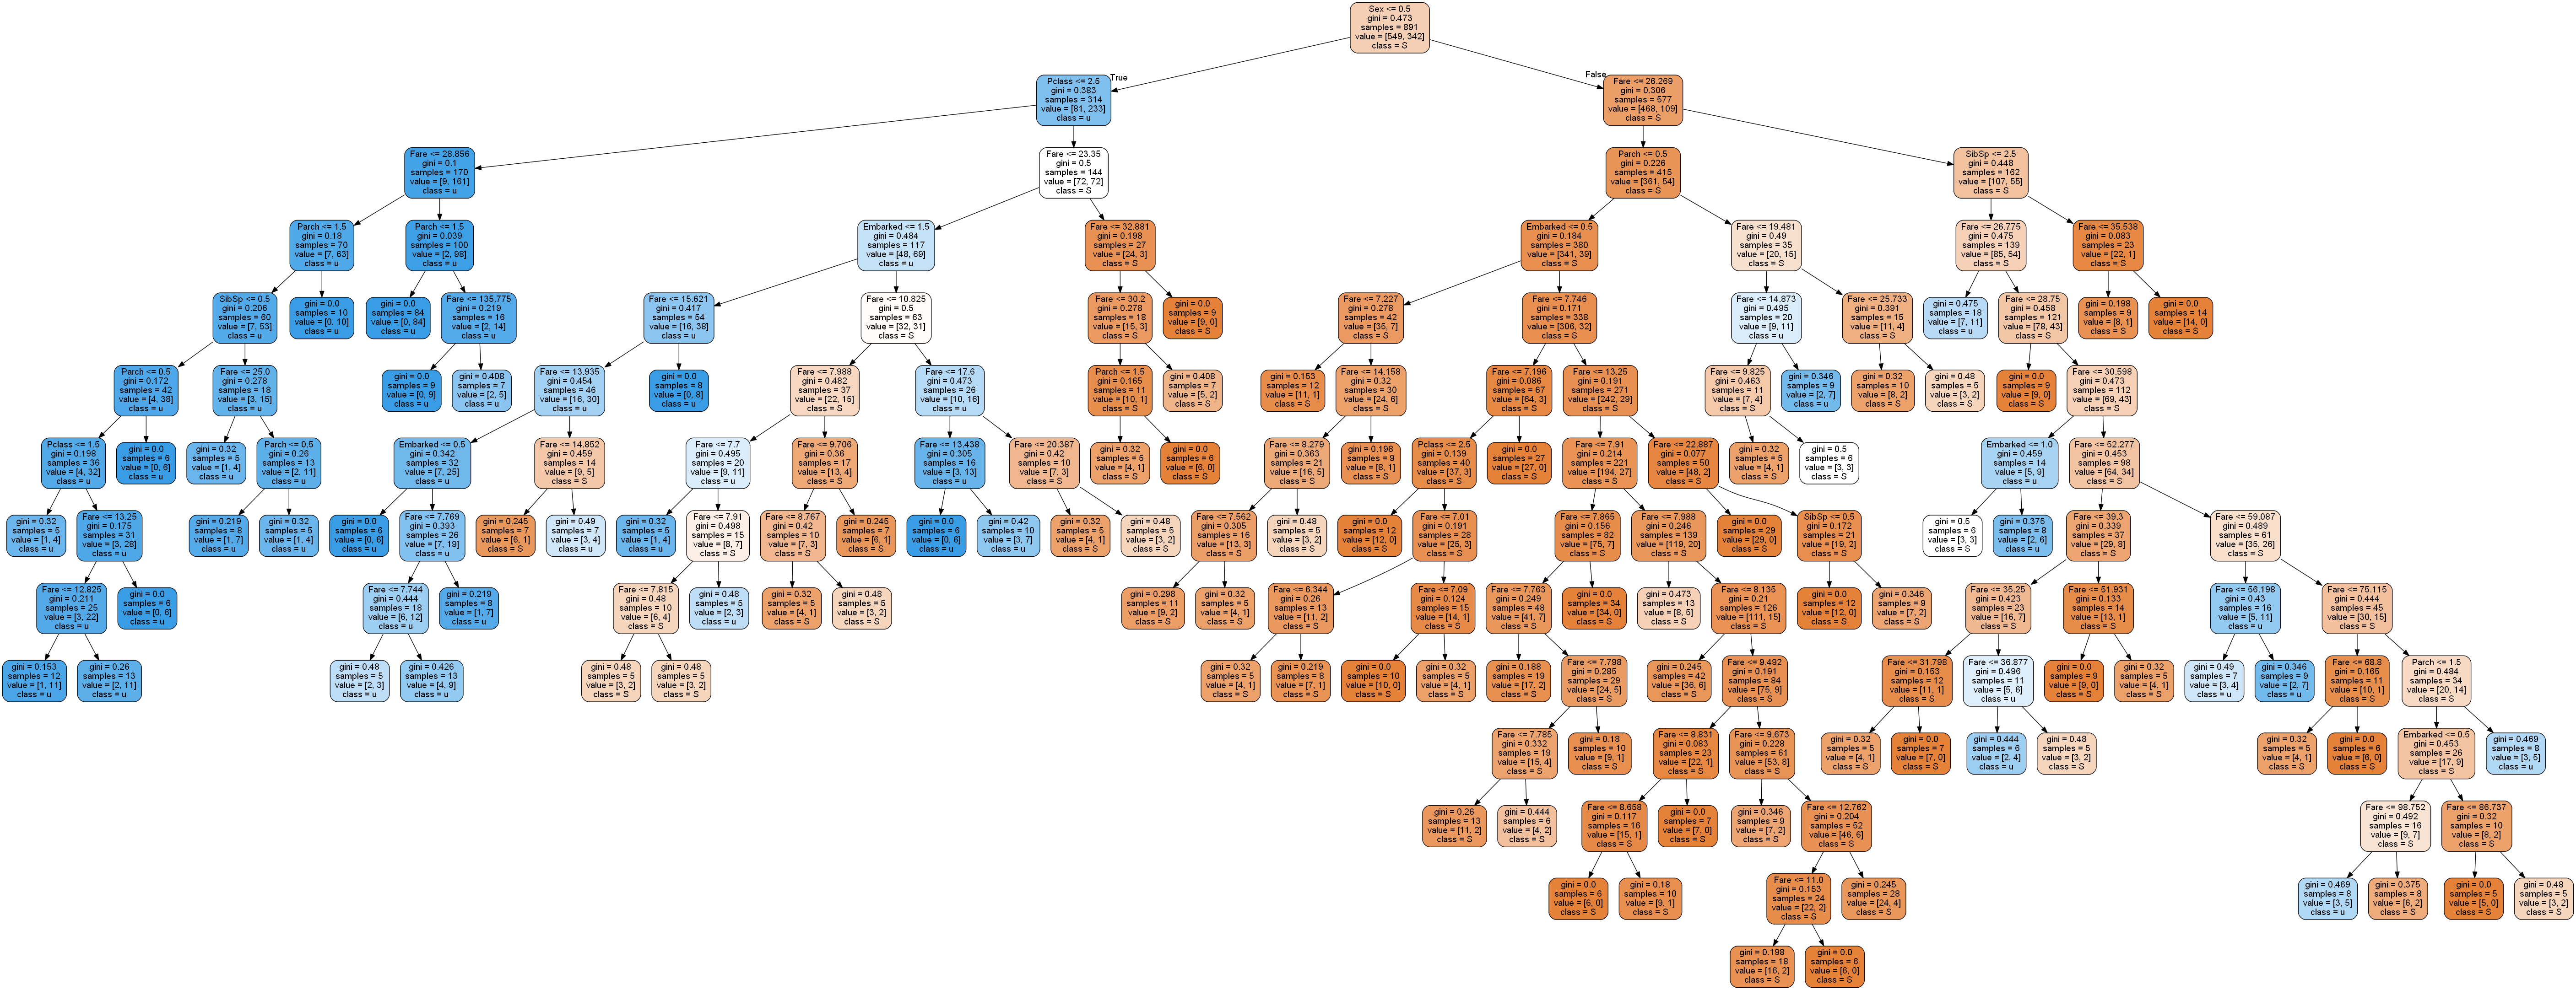 Sex <= 0.5
gini = 0.473
samples = 891
value = [549, 342]
class = S
True
False
Pclass <= 2.5
gini = 0.383
samples = 314
value = [81, 233]
class = u
Fare <= 26.269
gini = 0.306
samples = 577
value = [468, 109]
class = S
Fare <= 28.856
gini = 0.1
samples = 170
value = [9, 161]
class = u
Fare <= 23.35
gini = 0.5
samples = 144
value = [72, 72]
class = S
Parch <= 0.5
gini = 0.226
samples = 415
value = [361, 54]
class = S
SibSp <= 2.5
gini = 0.448
samples = 162
value = [107, 55]
class = S
Parch <= 1.5
gini = 0.18
samples = 70
value = [7, 63]
class = u
Parch <= 1.5
gini = 0.039
samples = 100
value = [2, 98]
class = u
Embarked <= 1.5
gini = 0.484
samples = 117
value = [48, 69]
class = u
Fare <= 32.881
gini = 0.198
samples = 27
value = [24, 3]
class = S
Embarked <= 0.5
gini = 0.184
samples = 380
value = [341, 39]
class = S
Fare <= 19.481
gini = 0.49
samples = 35
value = [20, 15]
class = S
Fare <= 26.775
gini = 0.475
samples = 139
value = [85, 54]
class = S
Fare <= 35.538
gini = 0.083
samples = 23
value = [22, 1]
class = S
SibSp <= 0.5
gini = 0.206
samples = 60
value = [7, 53]
class = u
gini = 0.0
samples = 10
value = [0, 10]
class = u
gini = 0.0
samples = 84
value = [0, 84]
class = u
Fare <= 135.775
gini = 0.219
samples = 16
value = [2, 14]
class = u
Fare <= 15.621
gini = 0.417
samples = 54
value = [16, 38]
class = u
Fare <= 10.825
gini = 0.5
samples = 63
value = [32, 31]
class = S
Fare <= 30.2
gini = 0.278
samples = 18
value = [15, 3]
class = S
gini = 0.0
samples = 9
value = [9, 0]
class = S
Fare <= 7.227
gini = 0.278
samples = 42
value = [35, 7]
class = S
Fare <= 7.746
gini = 0.171
samples = 338
value = [306, 32]
class = S
Fare <= 14.873
gini = 0.495
samples = 20
value = [9, 11]
class = u
Fare <= 25.733
gini = 0.391
samples = 15
value = [11, 4]
class = S
gini = 0.475
samples = 18
value = [7, 11]
class = u
Fare <= 28.75
gini = 0.458
samples = 121
value = [78, 43]
class = S
gini = 0.198
samples = 9
value = [8, 1]
class = S
gini = 0.0
samples = 14
value = [14, 0]
class = S
Parch <= 0.5
gini = 0.172
samples = 42
value = [4, 38]
class = u
Fare <= 25.0
gini = 0.278
samples = 18
value = [3, 15]
class = u
gini = 0.0
samples = 9
value = [0, 9]
class = u
gini = 0.408
samples = 7
value = [2, 5]
class = u
Fare <= 13.935
gini = 0.454
samples = 46
value = [16, 30]
class = u
gini = 0.0
samples = 8
value = [0, 8]
class = u
Fare <= 7.988
gini = 0.482
samples = 37
value = [22, 15]
class = S
Fare <= 17.6
gini = 0.473
samples = 26
value = [10, 16]
class = u
Parch <= 1.5
gini = 0.165
samples = 11
value = [10, 1]
class = S
gini = 0.408
samples = 7
value = [5, 2]
class = S
gini = 0.153
samples = 12
value = [11, 1]
class = S
Fare <= 14.158
gini = 0.32
samples = 30
value = [24, 6]
class = S
Fare <= 7.196
gini = 0.086
samples = 67
value = [64, 3]
class = S
Fare <= 13.25
gini = 0.191
samples = 271
value = [242, 29]
class = S
Fare <= 9.825
gini = 0.463
samples = 11
value = [7, 4]
class = S
gini = 0.346
samples = 9
value = [2, 7]
class = u
gini = 0.32
samples = 10
value = [8, 2]
class = S
gini = 0.48
samples = 5
value = [3, 2]
class = S
gini = 0.0
samples = 9
value = [9, 0]
class = S
Fare <= 30.598
gini = 0.473
samples = 112
value = [69, 43]
class = S
Pclass <= 1.5
gini = 0.198
samples = 36
value = [4, 32]
class = u
gini = 0.0
samples = 6
value = [0, 6]
class = u
gini = 0.32
samples = 5
value = [1, 4]
class = u
Parch <= 0.5
gini = 0.26
samples = 13
value = [2, 11]
class = u
Embarked <= 0.5
gini = 0.342
samples = 32
value = [7, 25]
class = u
Fare <= 14.852
gini = 0.459
samples = 14
value = [9, 5]
class = S
Fare <= 7.7
gini = 0.495
samples = 20
value = [9, 11]
class = u
Fare <= 9.706
gini = 0.36
samples = 17
value = [13, 4]
class = S
Fare <= 13.438
gini = 0.305
samples = 16
value = [3, 13]
class = u
Fare <= 20.387
gini = 0.42
samples = 10
value = [7, 3]
class = S
gini = 0.32
samples = 5
value = [4, 1]
class = S
gini = 0.0
samples = 6
value = [6, 0]
class = S
Fare <= 8.279
gini = 0.363
samples = 21
value = [16, 5]
class = S
gini = 0.198
samples = 9
value = [8, 1]
class = S
Pclass <= 2.5
gini = 0.139
samples = 40
value = [37, 3]
class = S
gini = 0.0
samples = 27
value = [27, 0]
class = S
Fare <= 7.91
gini = 0.214
samples = 221
value = [194, 27]
class = S
Fare <= 22.887
gini = 0.077
samples = 50
value = [48, 2]
class = S
gini = 0.32
samples = 5
value = [4, 1]
class = S
gini = 0.5
samples = 6
value = [3, 3]
class = S
Embarked <= 1.0
gini = 0.459
samples = 14
value = [5, 9]
class = u
Fare <= 52.277
gini = 0.453
samples = 98
value = [64, 34]
class = S
gini = 0.32
samples = 5
value = [1, 4]
class = u
Fare <= 13.25
gini = 0.175
samples = 31
value = [3, 28]
class = u
gini = 0.219
samples = 8
value = [1, 7]
class = u
gini = 0.32
samples = 5
value = [1, 4]
class = u
gini = 0.0
samples = 6
value = [0, 6]
class = u
Fare <= 7.769
gini = 0.393
samples = 26
value = [7, 19]
class = u
gini = 0.245
samples = 7
value = [6, 1]
class = S
gini = 0.49
samples = 7
value = [3, 4]
class = u
gini = 0.32
samples = 5
value = [1, 4]
class = u
Fare <= 7.91
gini = 0.498
samples = 15
value = [8, 7]
class = S
Fare <= 8.767
gini = 0.42
samples = 10
value = [7, 3]
class = S
gini = 0.245
samples = 7
value = [6, 1]
class = S
gini = 0.0
samples = 6
value = [0, 6]
class = u
gini = 0.42
samples = 10
value = [3, 7]
class = u
gini = 0.32
samples = 5
value = [4, 1]
class = S
gini = 0.48
samples = 5
value = [3, 2]
class = S
Fare <= 7.562
gini = 0.305
samples = 16
value = [13, 3]
class = S
gini = 0.48
samples = 5
value = [3, 2]
class = S
gini = 0.0
samples = 12
value = [12, 0]
class = S
Fare <= 7.01
gini = 0.191
samples = 28
value = [25, 3]
class = S
Fare <= 7.865
gini = 0.156
samples = 82
value = [75, 7]
class = S
Fare <= 7.988
gini = 0.246
samples = 139
value = [119, 20]
class = S
gini = 0.0
samples = 29
value = [29, 0]
class = S
SibSp <= 0.5
gini = 0.172
samples = 21
value = [19, 2]
class = S
gini = 0.5
samples = 6
value = [3, 3]
class = S
gini = 0.375
samples = 8
value = [2, 6]
class = u
Fare <= 39.3
gini = 0.339
samples = 37
value = [29, 8]
class = S
Fare <= 59.087
gini = 0.489
samples = 61
value = [35, 26]
class = S
Fare <= 12.825
gini = 0.211
samples = 25
value = [3, 22]
class = u
gini = 0.0
samples = 6
value = [0, 6]
class = u
Fare <= 7.744
gini = 0.444
samples = 18
value = [6, 12]
class = u
gini = 0.219
samples = 8
value = [1, 7]
class = u
Fare <= 7.815
gini = 0.48
samples = 10
value = [6, 4]
class = S
gini = 0.48
samples = 5
value = [2, 3]
class = u
gini = 0.32
samples = 5
value = [4, 1]
class = S
gini = 0.48
samples = 5
value = [3, 2]
class = S
gini = 0.298
samples = 11
value = [9, 2]
class = S
gini = 0.32
samples = 5
value = [4, 1]
class = S
Fare <= 6.344
gini = 0.26
samples = 13
value = [11, 2]
class = S
Fare <= 7.09
gini = 0.124
samples = 15
value = [14, 1]
class = S
Fare <= 7.763
gini = 0.249
samples = 48
value = [41, 7]
class = S
gini = 0.0
samples = 34
value = [34, 0]
class = S
gini = 0.473
samples = 13
value = [8, 5]
class = S
Fare <= 8.135
gini = 0.21
samples = 126
value = [111, 15]
class = S
gini = 0.0
samples = 12
value = [12, 0]
class = S
gini = 0.346
samples = 9
value = [7, 2]
class = S
Fare <= 35.25
gini = 0.423
samples = 23
value = [16, 7]
class = S
Fare <= 51.931
gini = 0.133
samples = 14
value = [13, 1]
class = S
Fare <= 56.198
gini = 0.43
samples = 16
value = [5, 11]
class = u
Fare <= 75.115
gini = 0.444
samples = 45
value = [30, 15]
class = S
gini = 0.153
samples = 12
value = [1, 11]
class = u
gini = 0.26
samples = 13
value = [2, 11]
class = u
gini = 0.48
samples = 5
value = [2, 3]
class = u
gini = 0.426
samples = 13
value = [4, 9]
class = u
gini = 0.48
samples = 5
value = [3, 2]
class = S
gini = 0.48
samples = 5
value = [3, 2]
class = S
gini = 0.32
samples = 5
value = [4, 1]
class = S
gini = 0.219
samples = 8
value = [7, 1]
class = S
gini = 0.0
samples = 10
value = [10, 0]
class = S
gini = 0.32
samples = 5
value = [4, 1]
class = S
gini = 0.188
samples = 19
value = [17, 2]
class = S
Fare <= 7.798
gini = 0.285
samples = 29
value = [24, 5]
class = S
gini = 0.245
samples = 42
value = [36, 6]
class = S
Fare <= 9.492
gini = 0.191
samples = 84
value = [75, 9]
class = S
Fare <= 31.798
gini = 0.153
samples = 12
value = [11, 1]
class = S
Fare <= 36.877
gini = 0.496
samples = 11
value = [5, 6]
class = u
gini = 0.0
samples = 9
value = [9, 0]
class = S
gini = 0.32
samples = 5
value = [4, 1]
class = S
gini = 0.49
samples = 7
value = [3, 4]
class = u
gini = 0.346
samples = 9
value = [2, 7]
class = u
Fare <= 68.8
gini = 0.165
samples = 11
value = [10, 1]
class = S
Parch <= 1.5
gini = 0.484
samples = 34
value = [20, 14]
class = S
Fare <= 7.785
gini = 0.332
samples = 19
value = [15, 4]
class = S
gini = 0.18
samples = 10
value = [9, 1]
class = S
Fare <= 8.831
gini = 0.083
samples = 23
value = [22, 1]
class = S
Fare <= 9.673
gini = 0.228
samples = 61
value = [53, 8]
class = S
gini = 0.32
samples = 5
value = [4, 1]
class = S
gini = 0.0
samples = 7
value = [7, 0]
class = S
gini = 0.444
samples = 6
value = [2, 4]
class = u
gini = 0.48
samples = 5
value = [3, 2]
class = S
gini = 0.32
samples = 5
value = [4, 1]
class = S
gini = 0.0
samples = 6
value = [6, 0]
class = S
Embarked <= 0.5
gini = 0.453
samples = 26
value = [17, 9]
class = S
gini = 0.469
samples = 8
value = [3, 5]
class = u
gini = 0.26
samples = 13
value = [11, 2]
class = S
gini = 0.444
samples = 6
value = [4, 2]
class = S
Fare <= 8.658
gini = 0.117
samples = 16
value = [15, 1]
class = S
gini = 0.0
samples = 7
value = [7, 0]
class = S
gini = 0.346
samples = 9
value = [7, 2]
class = S
Fare <= 12.762
gini = 0.204
samples = 52
value = [46, 6]
class = S
Fare <= 98.752
gini = 0.492
samples = 16
value = [9, 7]
class = S
Fare <= 86.737
gini = 0.32
samples = 10
value = [8, 2]
class = S
gini = 0.0
samples = 6
value = [6, 0]
class = S
gini = 0.18
samples = 10
value = [9, 1]
class = S
Fare <= 11.0
gini = 0.153
samples = 24
value = [22, 2]
class = S
gini = 0.245
samples = 28
value = [24, 4]
class = S
gini = 0.469
samples = 8
value = [3, 5]
class = u
gini = 0.375
samples = 8
value = [6, 2]
class = S
gini = 0.0
samples = 5
value = [5, 0]
class = S
gini = 0.48
samples = 5
value = [3, 2]
class = S
gini = 0.198
samples = 18
value = [16, 2]
class = S
gini = 0.0
samples = 6
value = [6, 0]
class = S